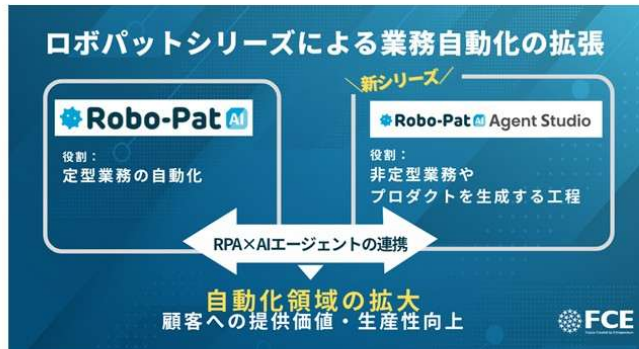 ロボパットシリーズによる業務自動化の拡張
新シリーズ
Robo-Pat AI
役割：
定型業務の自動化
Robo-Pat AI Agent Studio
役割：
非定型業務や
プロダクトを生成する工程
RPA×AIエージェントの連携
自動化領域の拡大
顧客への提供価値・生産性向上
FCE